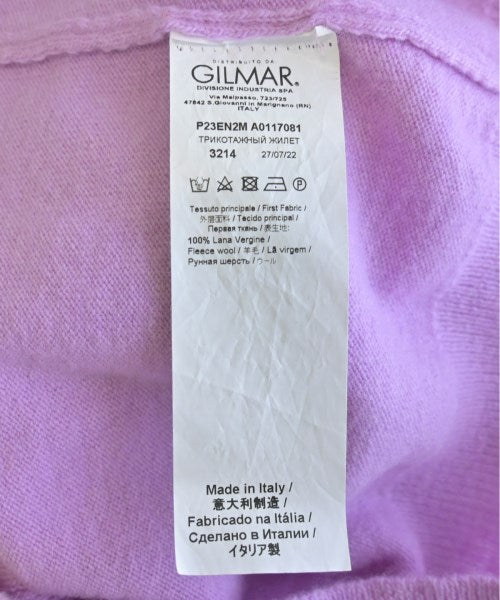 DISTRIBUITO DA
GILMAR®
DIVISIONE INDUSTRIA SPA
Via Malpasso, 723/725
47842 S.Giovanni in Marignano (RN)
ITALY
P23EN2M A0117081
ТРИКОТАЖНЫЙ ЖИЛЕТ
3214 27/07/22
P
Tessuto principale / First Fabric /
外层面料 / Tecido principal /
Первая ткань / 表生地:
100% Lana Vergine /
Fleece wool / 羊毛 / Lã virgem /
Рунная шерсть / ウール
Made in Italy /
意大利制造 /
Fabricado na Itália /
Сделано в Италии /
イタリア製